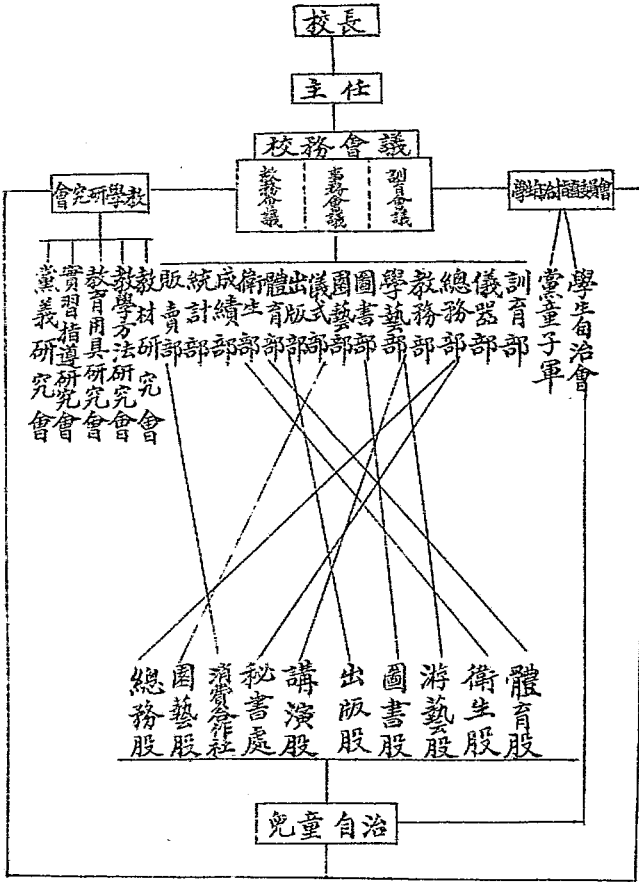 校長
主任
校務會議
教務會議
事務會議
訓育會議
會究研學教
黨義研究會
實習指導研究會
教育用具研究會
教學方法研究會
教材研究會
販賣部
統計部
成績部
衛生部
體育部
出版部
儀式部
園藝部
圖書部
學藝部
教務部
總務部
儀器部
訓育部
黨童子軍
學生自治會
總務股
園藝股
消費合作社
秘書處
講演股
出版股
圖書股
游藝股
衛生股
體育股
兒童自治